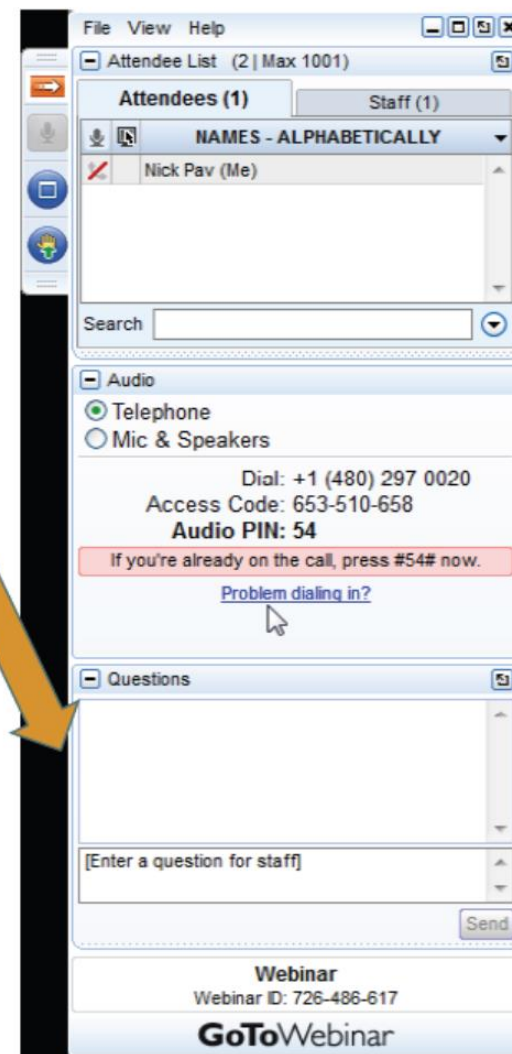 File View Help
Attendee List (2 | Max 1001)
Attendees (1)
Staff (1)
NAMES - ALPHABETICALLY
Nick Pav (Me)
Search
Audio
Telephone
Mic & Speakers
Dial: +1 (480) 297 0020
Access Code: 653-510-658
Audio PIN: 54
If you're already on the call, press #54# now.
Problem dialing in?
Questions
[Enter a question for staff]
Send
Webinar
Webinar ID: 726-486-617
GoToWebinar